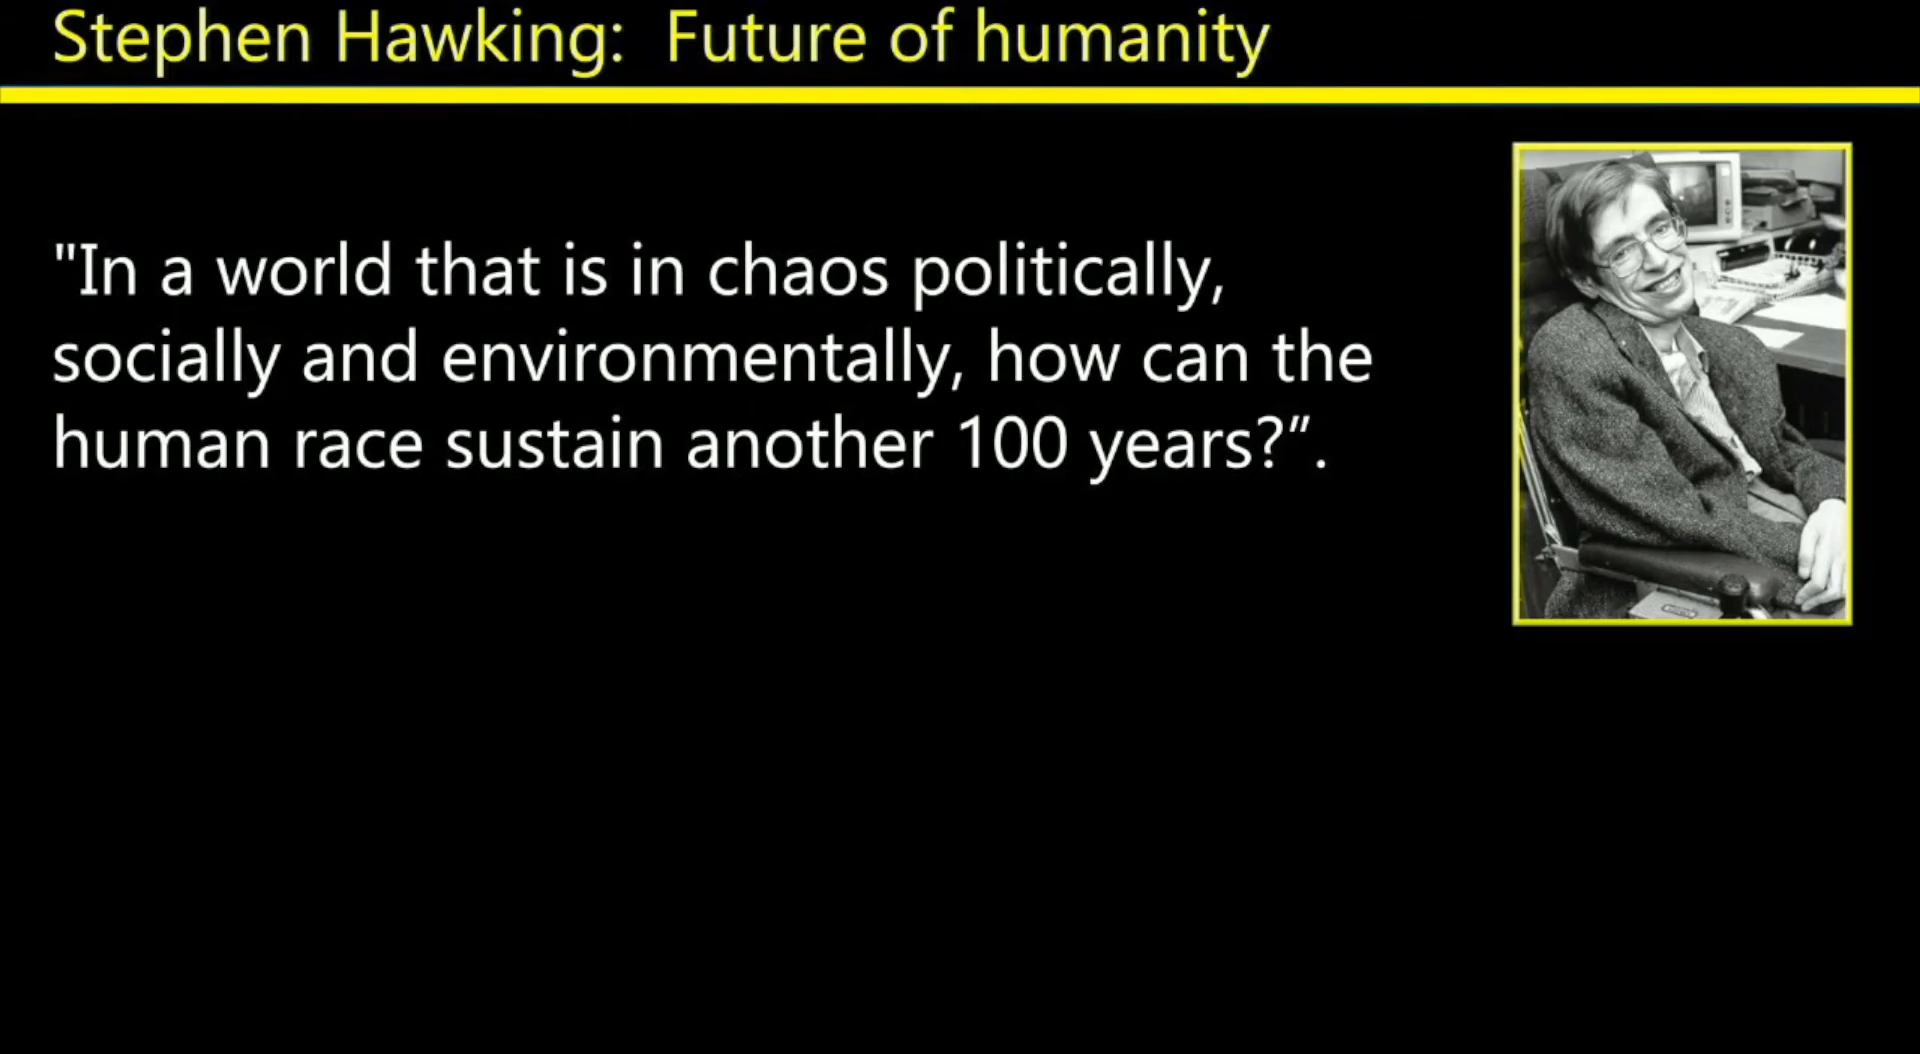 Stephen Hawking:  Future of humanity
"In a world that is in chaos politically,
socially and environmentally, how can the
human race sustain another 100 years?”.